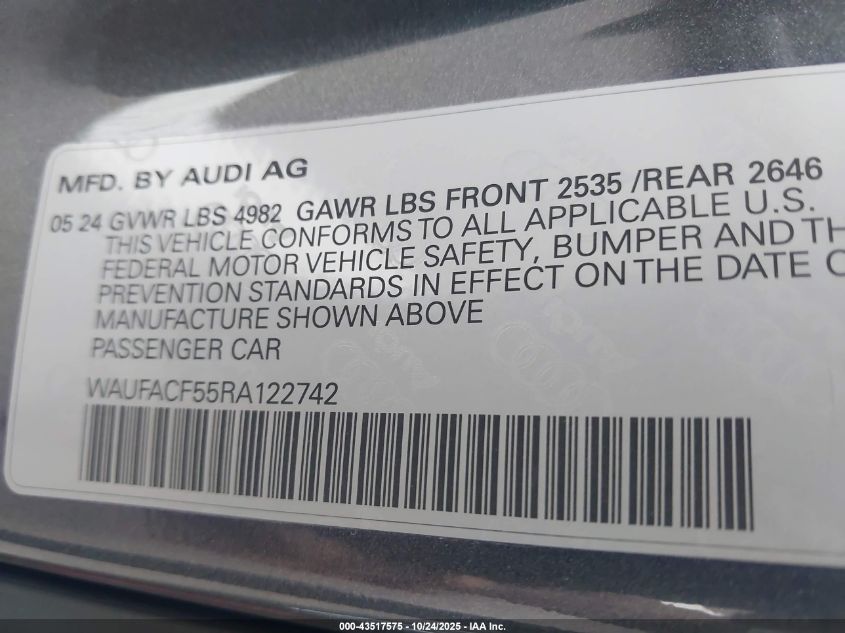 MFD. BY AUDI AG
05 24 GVWR LBS 4982 GAWR LBS FRONT 2535 /REAR 2646
THIS VEHICLE CONFORMS TO ALL APPLICABLE U.S.
FEDERAL MOTOR VEHICLE SAFETY, BUMPER AND TH
PREVENTION STANDARDS IN EFFECT ON THE DATE O
MANUFACTURE SHOWN ABOVE
PASSENGER CAR
WAUFACF55RA122742
000-43517575 - 10/24/2025 - IAA Inc.